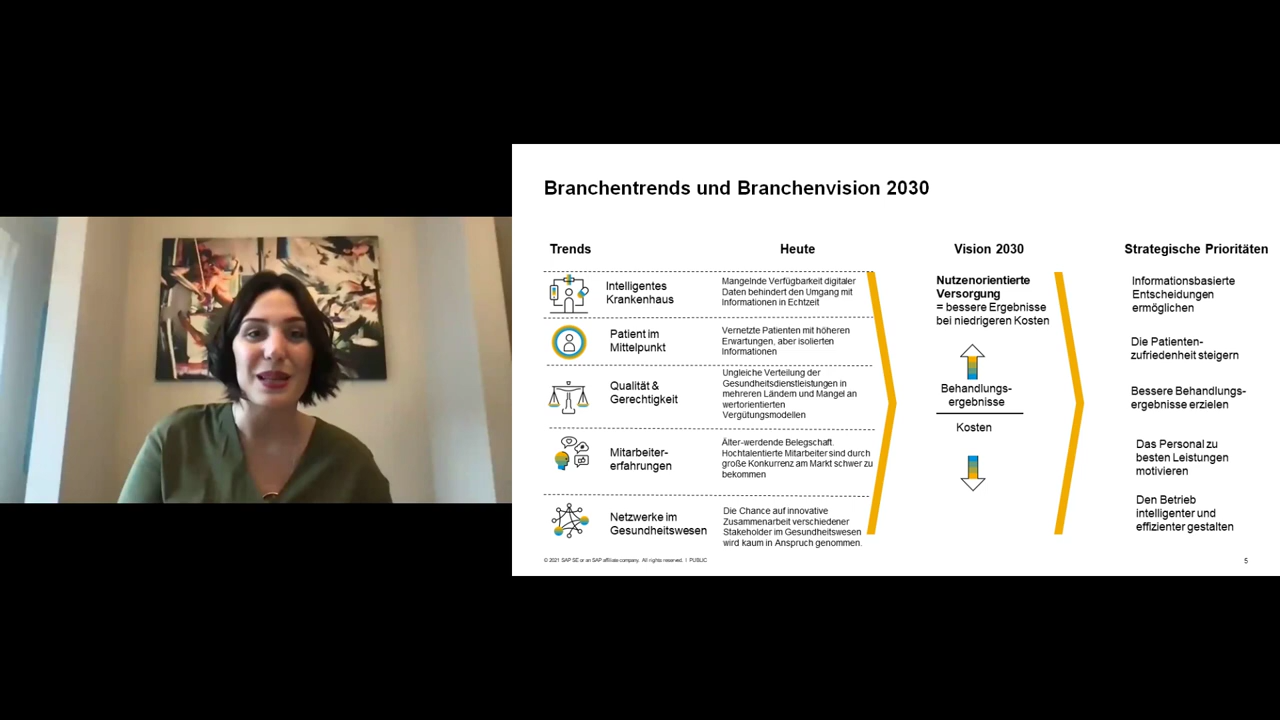 Branchentrends und Branchenvision 2030
Trends
Heute
Vision 2030
Strategische Prioritäten
Intelligentes
Krankenhaus
Mangelnde Verfügbarkeit digitaler
Daten behindert den Umgang mit
Informationen in Echtzeit
Patient im
Mittelpunkt
Vernetzte Patienten mit höheren
Erwartungen, aber isolierten
Informationen
Qualität &
Gerechtigkeit
Ungleiche Verteilung der
Gesundheitsdienstleistungen in
mehreren Ländern und Mangel an
wertorientierten
Vergütungsmodellen
Mitarbeiter-
erfahrungen
Älter-werdende Belegschaft.
Hochtalentierte Mitarbeiter sind durch
große Konkurrenz am Markt schwer zu
bekommen
Netzwerke im
Gesundheitswesen
Die Chance auf innovative
Zusammenarbeit verschiedener
Stakeholder im Gesundheitswesen
wird kaum in Anspruch genommen.
Nutzenorientierte
Versorgung
= bessere Ergebnisse
bei niedrigeren Kosten
Behandlungs-
ergebnisse
Kosten
Informationsbasierte
Entscheidungen
ermöglichen
Die Patienten-
zufriedenheit steigern
Bessere Behandlungs-
ergebnisse erzielen
Das Personal zu
besten Leistungen
motivieren
Den Betrieb
intelligenter und
effizienter gestalten
© 2021 SAP SE or an SAP affiliate company. All rights reserved. | PUBLIC
5